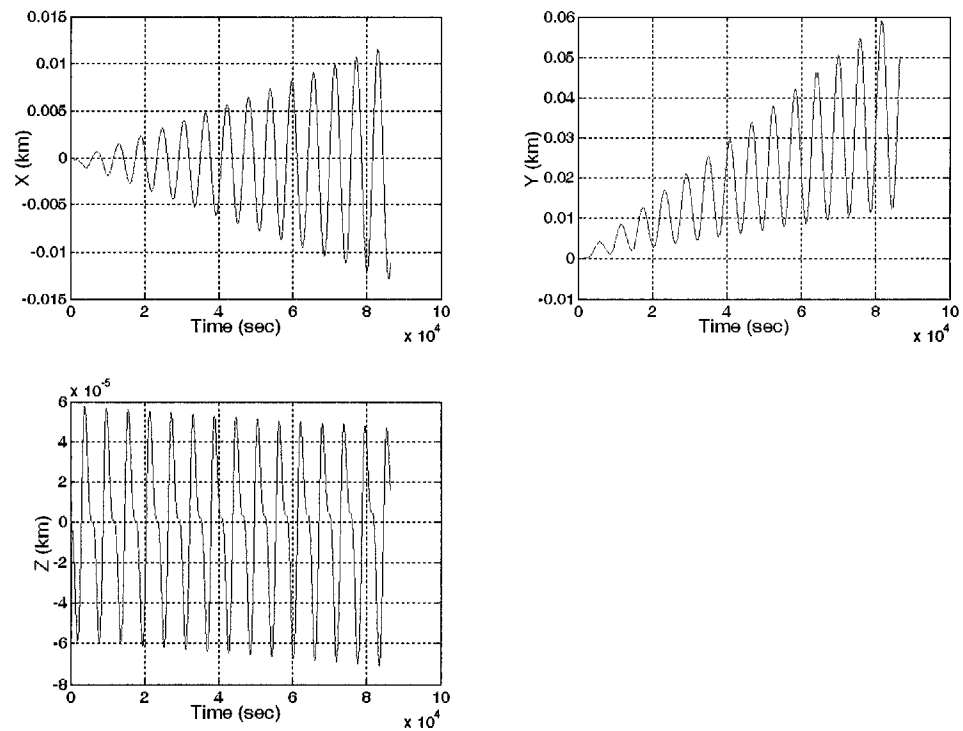 0.015
0.01
0.005
0
-0.005
-0.01
-0.015
X (km)
0 2 4 6 8 10
Time (sec)
x 10^4
0.06
0.05
0.04
0.03
0.02
0.01
0
-0.01
Y (km)
0 2 4 6 8 10
Time (sec)
x 10^4
x 10^-5
6
4
2
0
-2
-4
-6
-8
Z (km)
0 2 4 6 8 10
Time (sec)
x 10^4